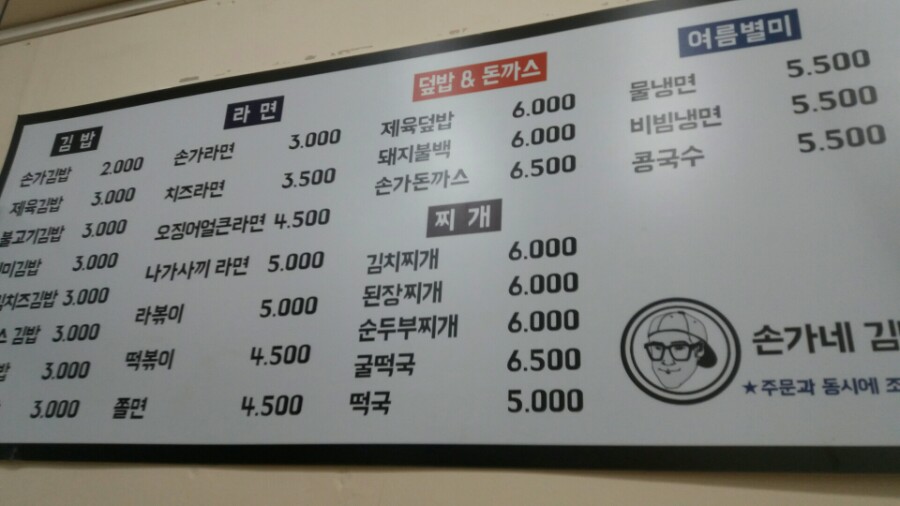 김밥
손가김밥 2.000
제육김밥 3.000
불고기김밥 3.000
미김밥 3.000
치즈김밥 3.000
스 김밥 3.000
밥 3.000
3.000
라면
손가라면 3.000
치즈라면 3.500
오징어얼큰라면 4.500
나가사끼 라면 5.000
라볶이 5.000
떡볶이 4.500
쫄면 4.500
덮밥 & 돈까스
제육덮밥 6.000
돼지불백 6.000
손가돈까스 6.500
찌개
김치찌개 6.000
된장찌개 6.000
순두부찌개 6.000
굴떡국 6.500
떡국 5.000
여름별미
물냉면 5.500
비빔냉면 5.500
콩국수 5.500
손가네 김
★주문과 동시에 조